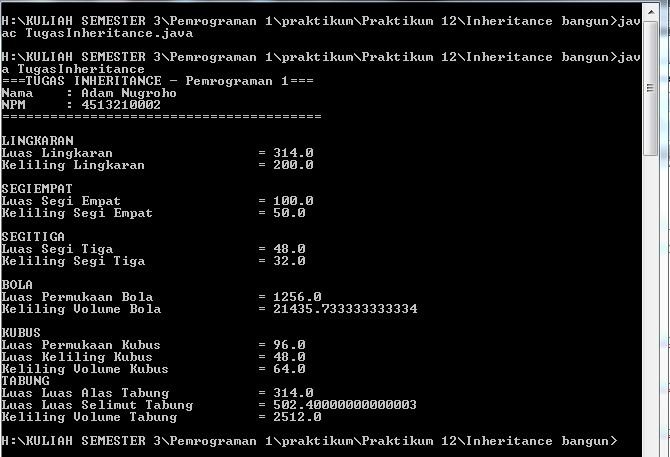 H:\KULIAH SEMESTER 3\Pemrograman 1\praktikum\Praktikum 12\Inheritance bangun>jav
ac TugasInheritance.java
H:\KULIAH SEMESTER 3\Pemrograman 1\praktikum\Praktikum 12\Inheritance bangun>jav
a TugasInheritance
===TUGAS INHERITANCE - Pemrograman 1===
Nama    : Adam Nugroho
NPM     : 4513210002
========================================
LINGKARAN
Luas Lingkaran                  = 314.0
Keliling Lingkaran              = 200.0
SEGIEMPAT
Luas Segi Empat                 = 100.0
Keliling Segi Empat             = 50.0
SEGITIGA
Luas Segi Tiga                  = 48.0
Keliling Segi Tiga              = 32.0
BOLA
Luas Permukaan Bola             = 1256.0
Keliling Volume Bola            = 21435.733333333334
KUBUS
Luas Permukaan Kubus            = 96.0
Luas Keliling Kubus             = 48.0
Keliling Volume Kubus           = 64.0
TABUNG
Luas Luas Alas Tabung           = 314.0
Luas Luas Selimut Tabung        = 502.40000000000003
Keliling Volume Tabung          = 2512.0
H:\KULIAH SEMESTER 3\Pemrograman 1\praktikum\Praktikum 12\Inheritance bangun>